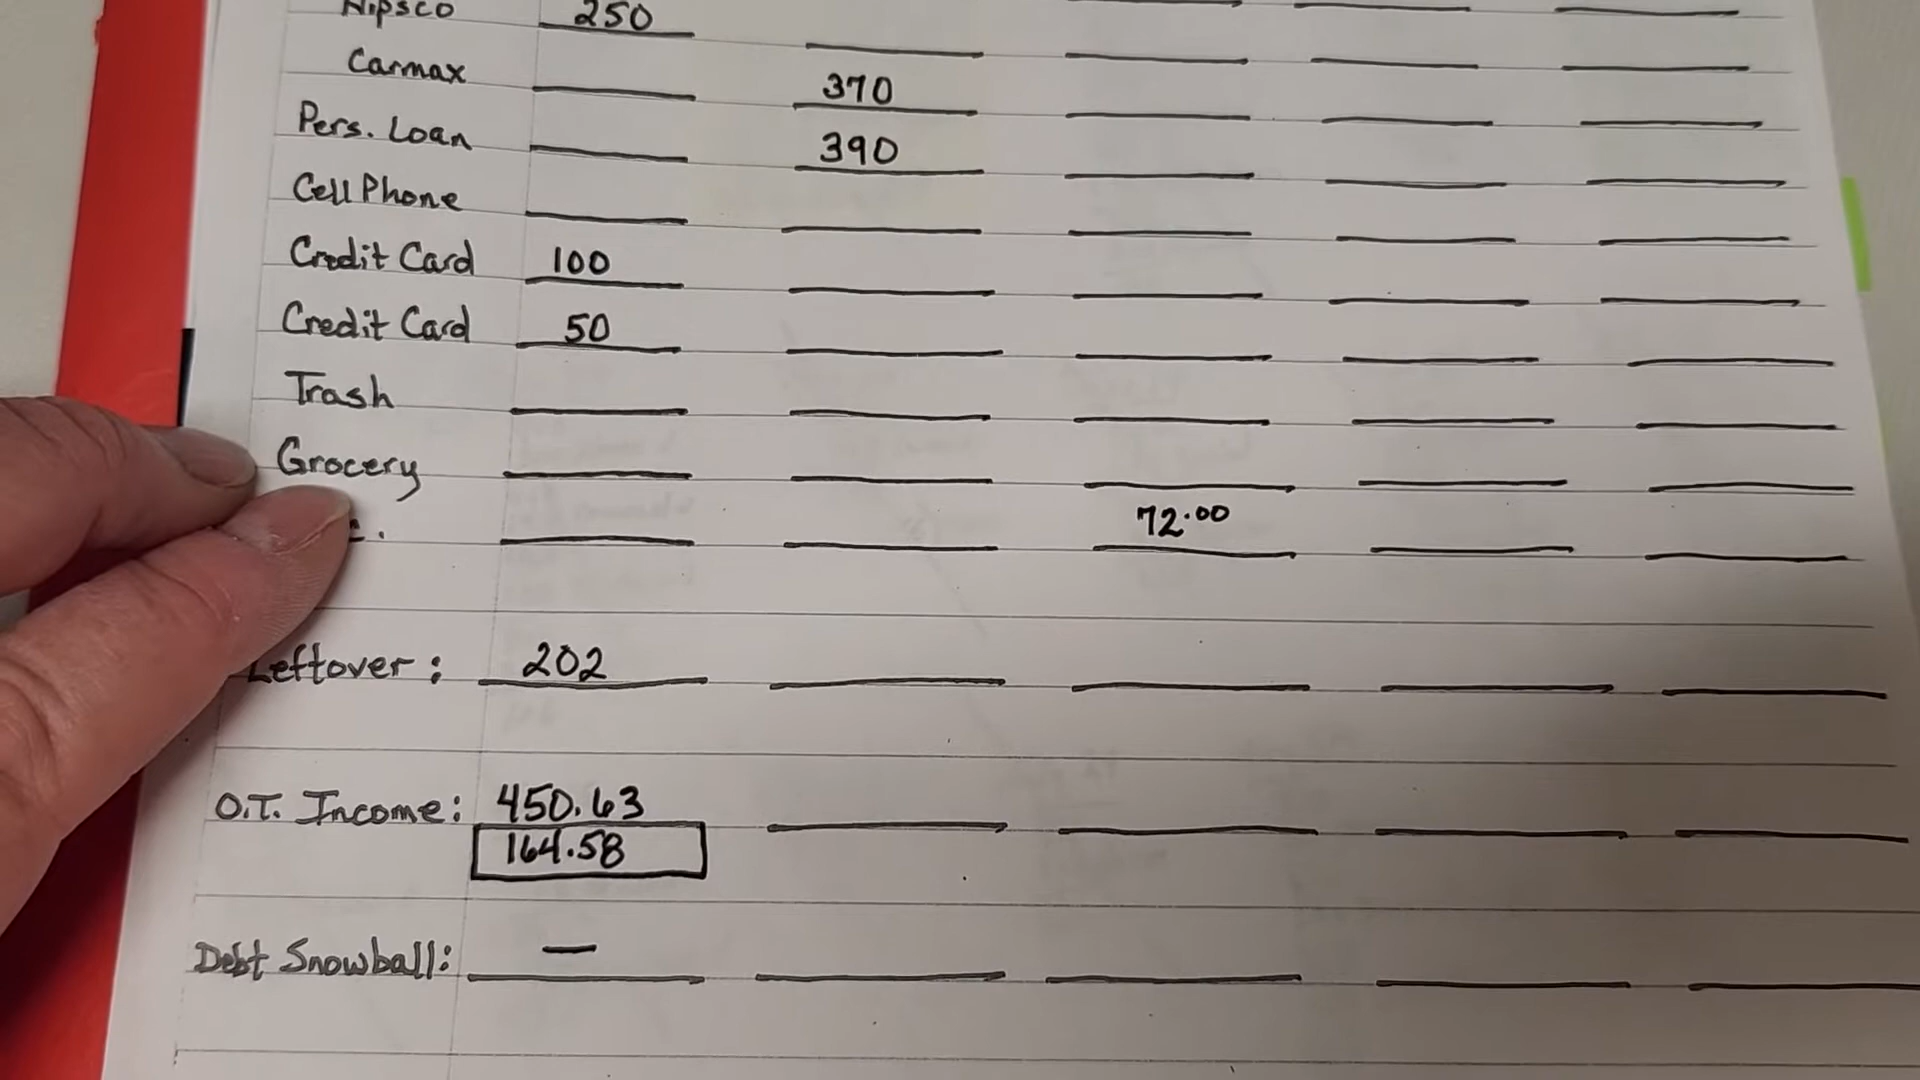 Nipsco 250
Carmax 370
Pers. Loan 390
Cell Phone
Credit Card 100
Credit Card 50
Trash
Grocery
72.00
Leftover: 202
O.T. Income: 450.63
164.58
Debt Snowball: —